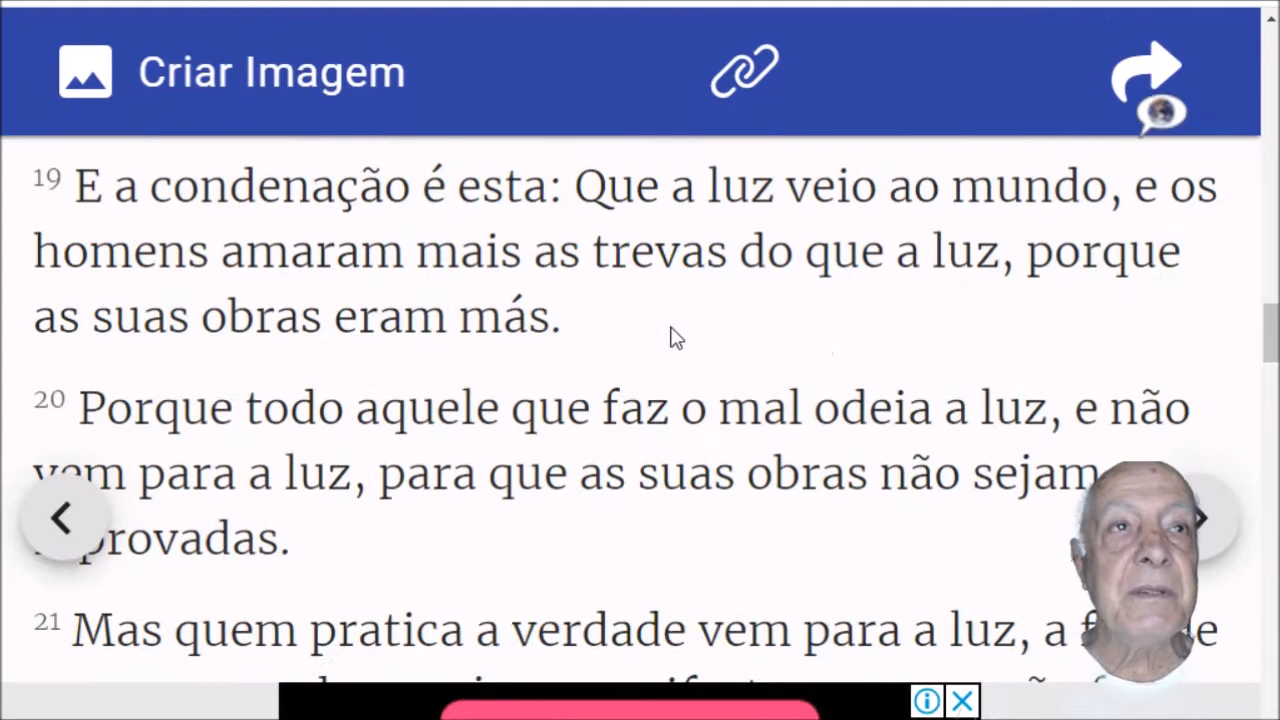 Criar Imagem
19 E a condenação é esta: Que a luz veio ao mundo, e os
homens amaram mais as trevas do que a luz, porque
as suas obras eram más.
20 Porque todo aquele que faz o mal odeia a luz, e não
vem para a luz, para que as suas obras não sejam
provadas.
21 Mas quem pratica a verdade vem para a luz, a